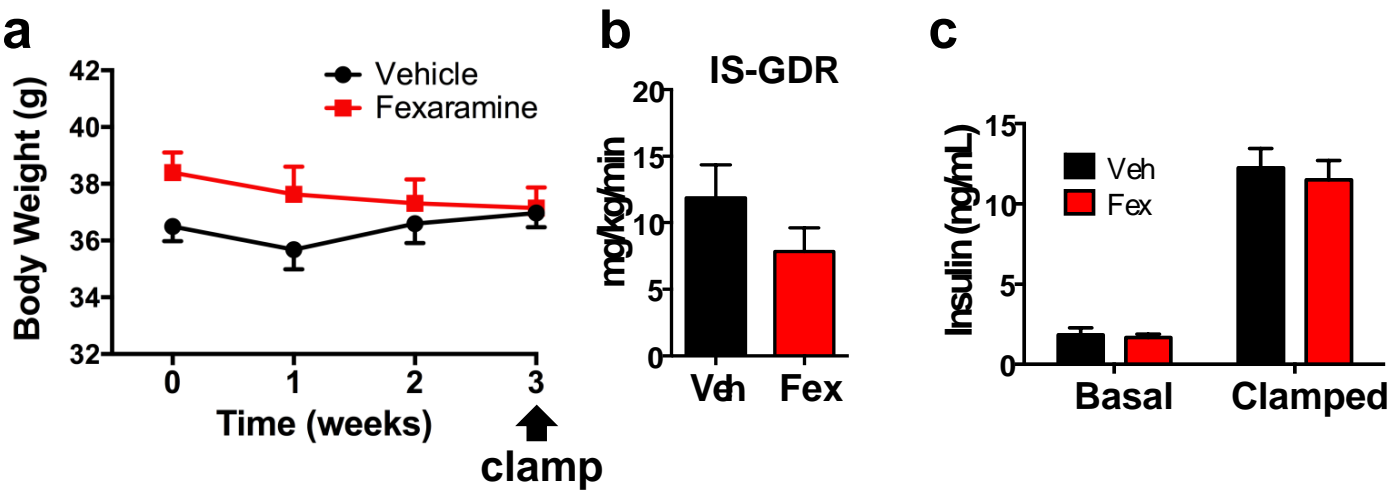 a
Body Weight (g)
42
40
38
36
34
32
Vehicle
Fexaramine
0 1 2 3
Time (weeks)
clamp
b
IS-GDR
mg/kg/min
20
15
10
5
0
Veh Fex
c
Insulin (ng/mL)
15
10
5
0
Veh
Fex
Basal Clamped